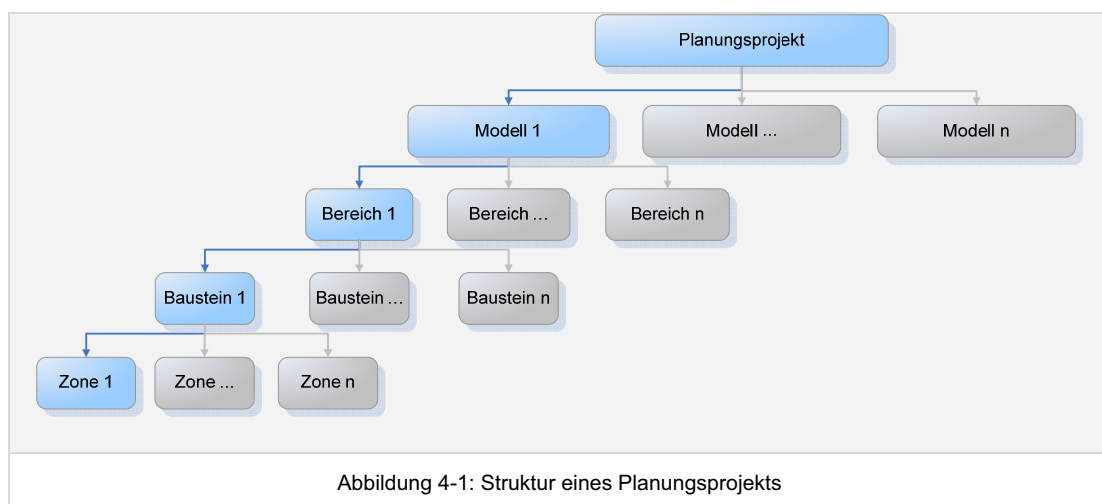 Planungsprojekt
Modell 1
Modell ...
Modell n
Bereich 1
Bereich ...
Bereich n
Baustein 1
Baustein ...
Baustein n
Zone 1
Zone ...
Zone n
Abbildung 4-1: Struktur eines Planungsprojekts